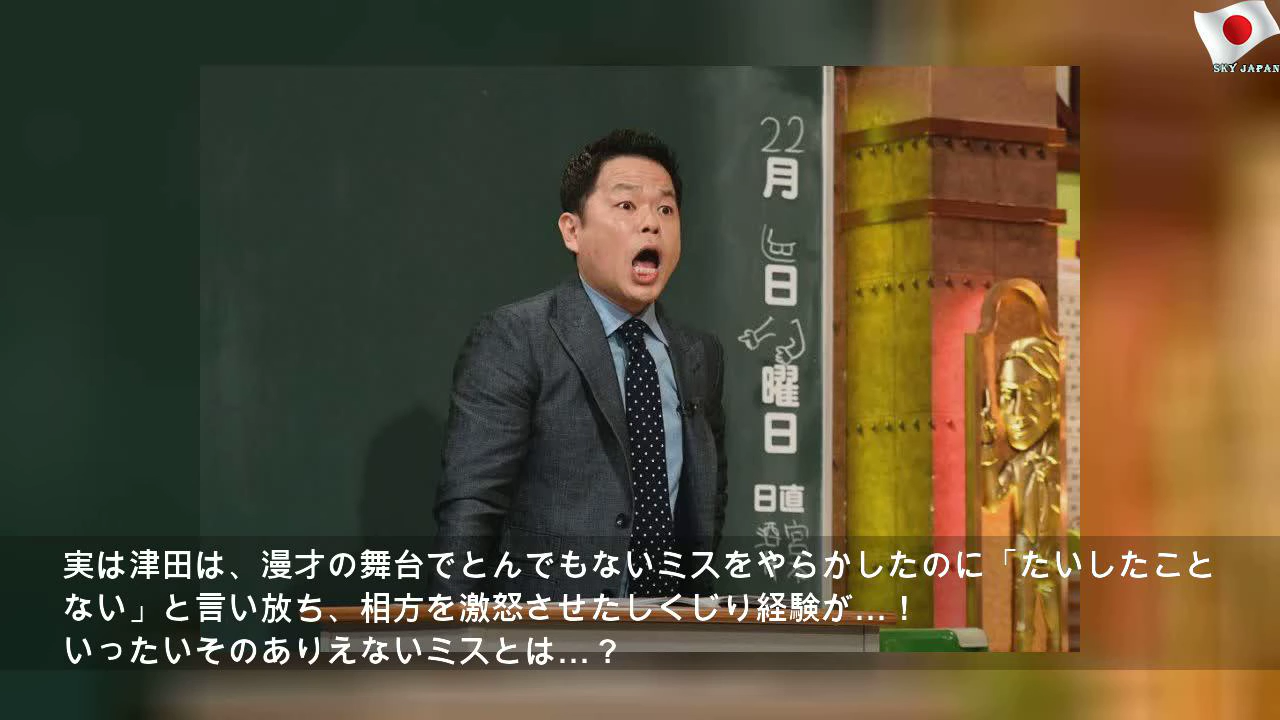 SKY JAPAN
22
月
日
曜
日
日直
実は津田は、漫才の舞台でとんでもないミスをやらかしたのに「たいしたこと
ない」と言い放ち、相方を激怒させたしくじり経験が…！
いったいそのありえないミスとは…？